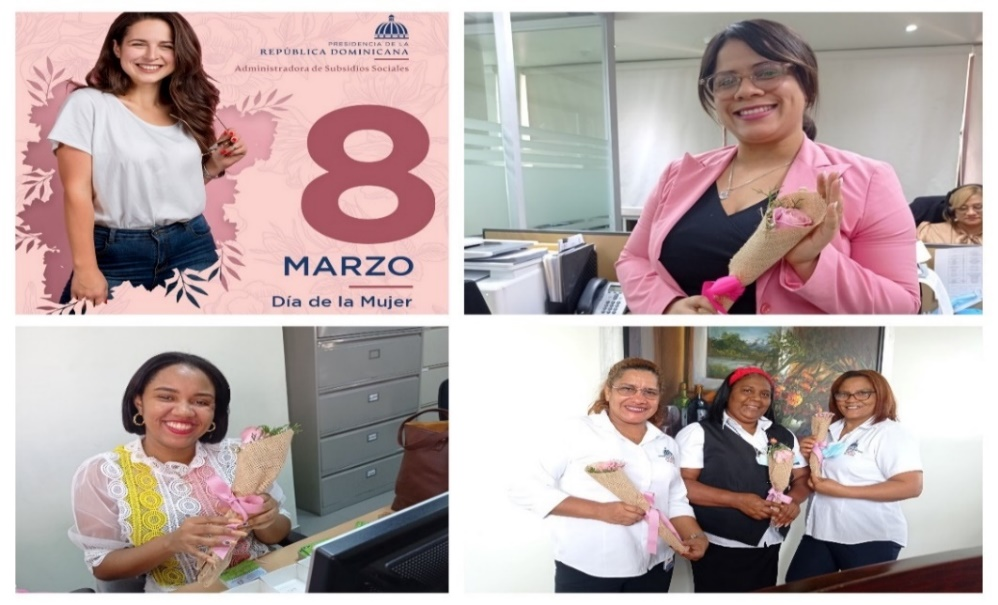 PRESIDENCIA DE LA
REPÚBLICA DOMINICANA
Administradora de Subsidios Sociales
8
MARZO
Día de la Mujer